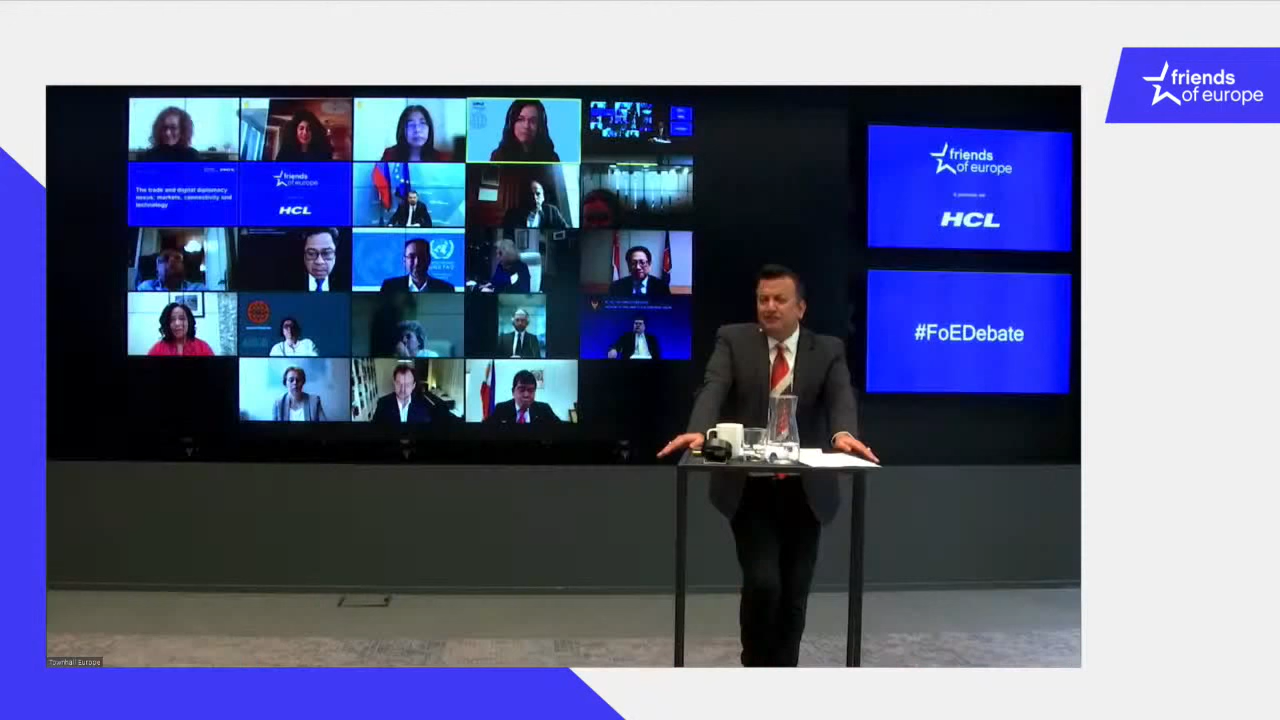 friends
of europe
friends
of europe
HCL
#FoEDebate
The trade and digital diplomacy
nexus: markets, connectivity and
technology
friends
of europe
HCL
Townhall Europe